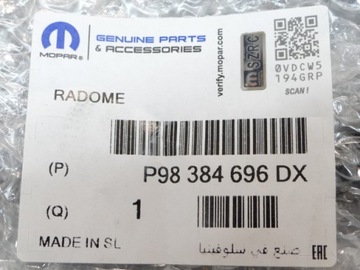 MOPAR®
GENUINE PARTS
& ACCESSORIES
verify.mopar.com
m SZRC
0VDCW5
194GRP
SCAN!
RADOME
(P) P98 384 696 DX
(Q) 1
MADE IN SL
صنع في سلوفينيا
EAC